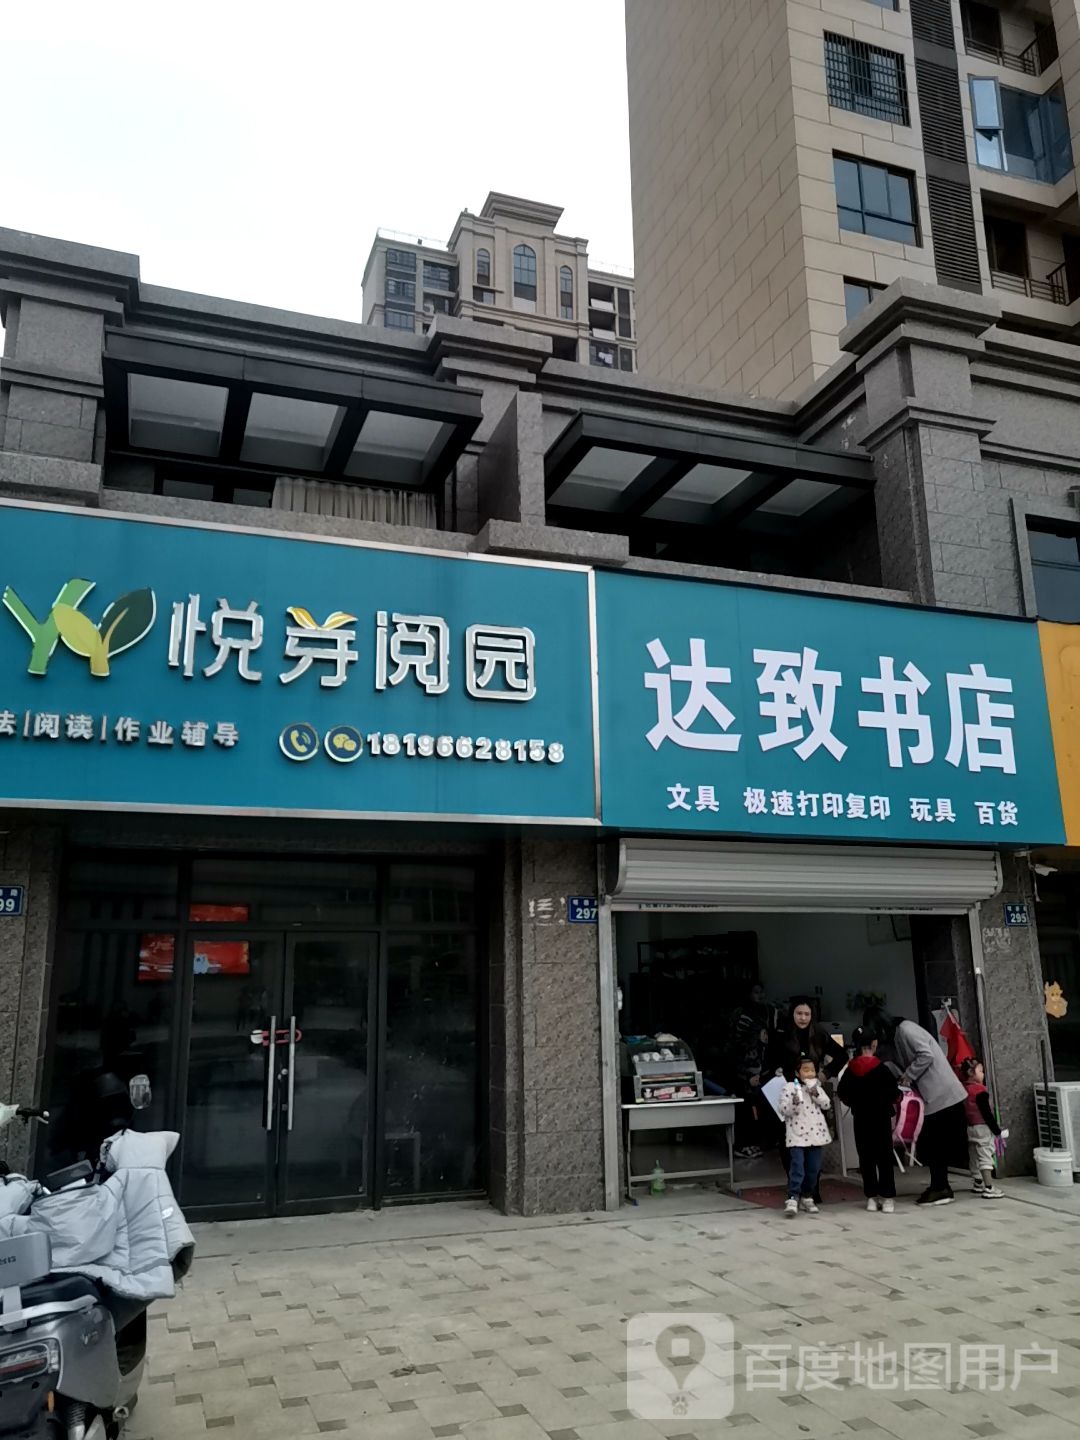 悦芽阅园
法|阅读|作业辅导
18196628158
达致书店
文具 极速打印复印 玩具 百货
99
297
295
百度地图用户